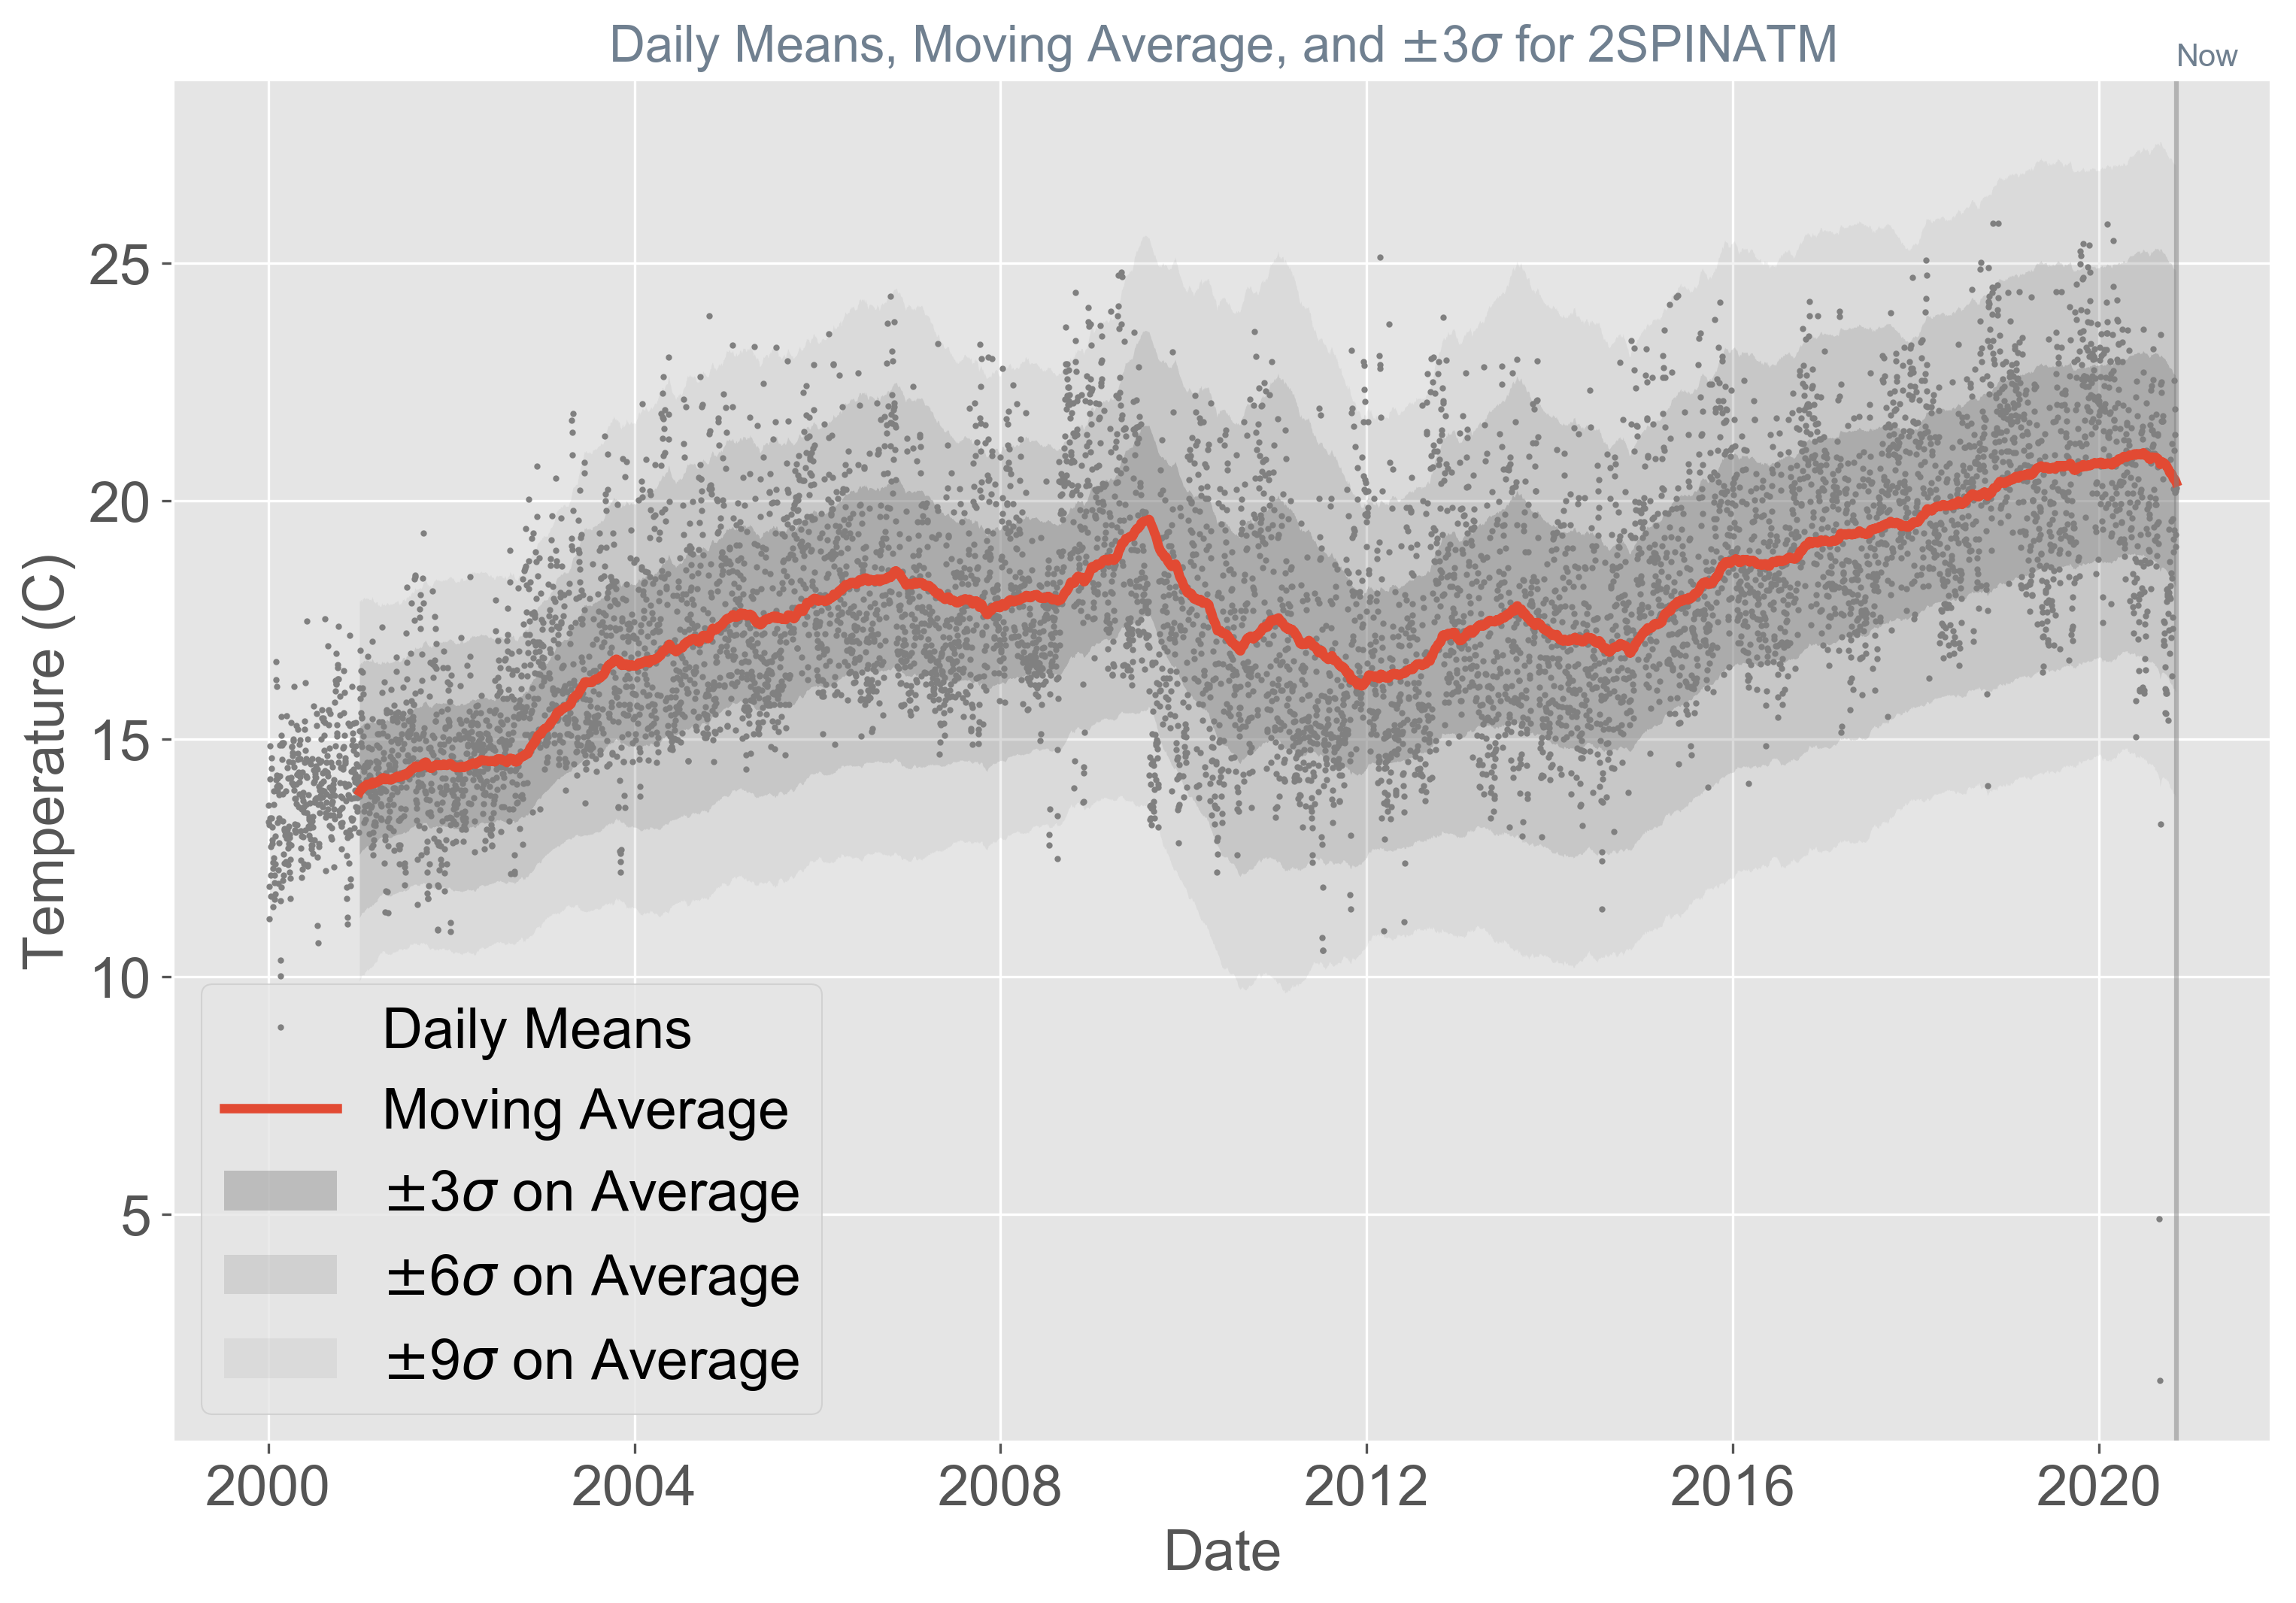 Daily Means, Moving Average, and ±3σ for 2SPINATM
Now
25
20
15
10
5
Temperature (C)
Daily Means
Moving Average
±3σ on Average
±6σ on Average
±9σ on Average
2000 2004 2008 2012 2016 2020
Date